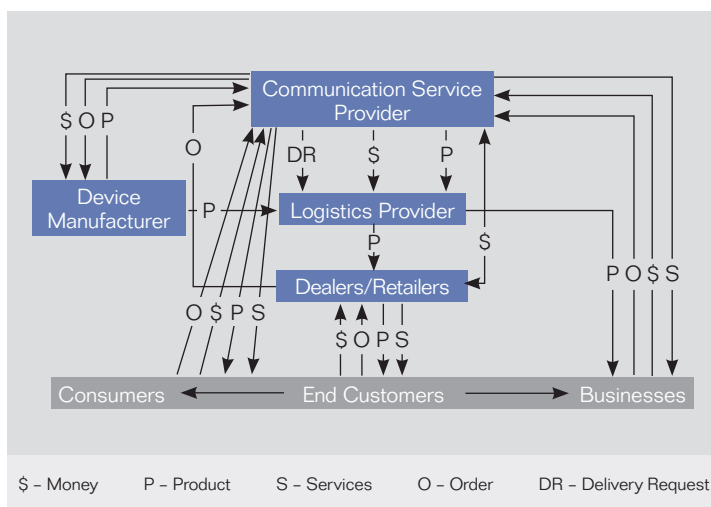 Communication Service
Provider
$ O P
O
DR
$
P
Device
Manufacturer
P
Logistics Provider
P
$
Dealers/Retailers
P O $ S
O $ P S
$ O P S
Consumers
End Customers
Businesses
$ – Money
P – Product
S – Services
O – Order
DR – Delivery Request